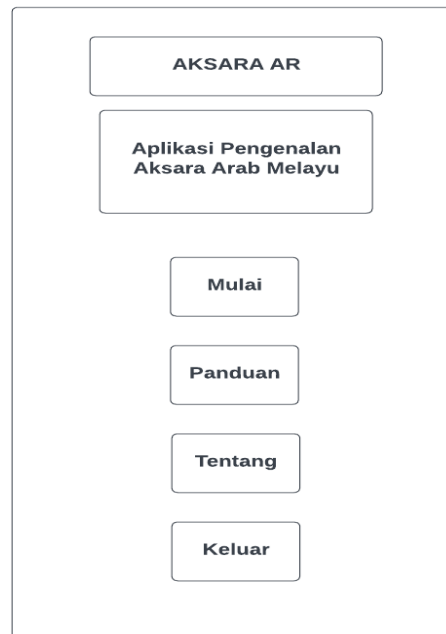 AKSARA AR
Aplikasi Pengenalan
Aksara Arab Melayu
Mulai
Panduan
Tentang
Keluar